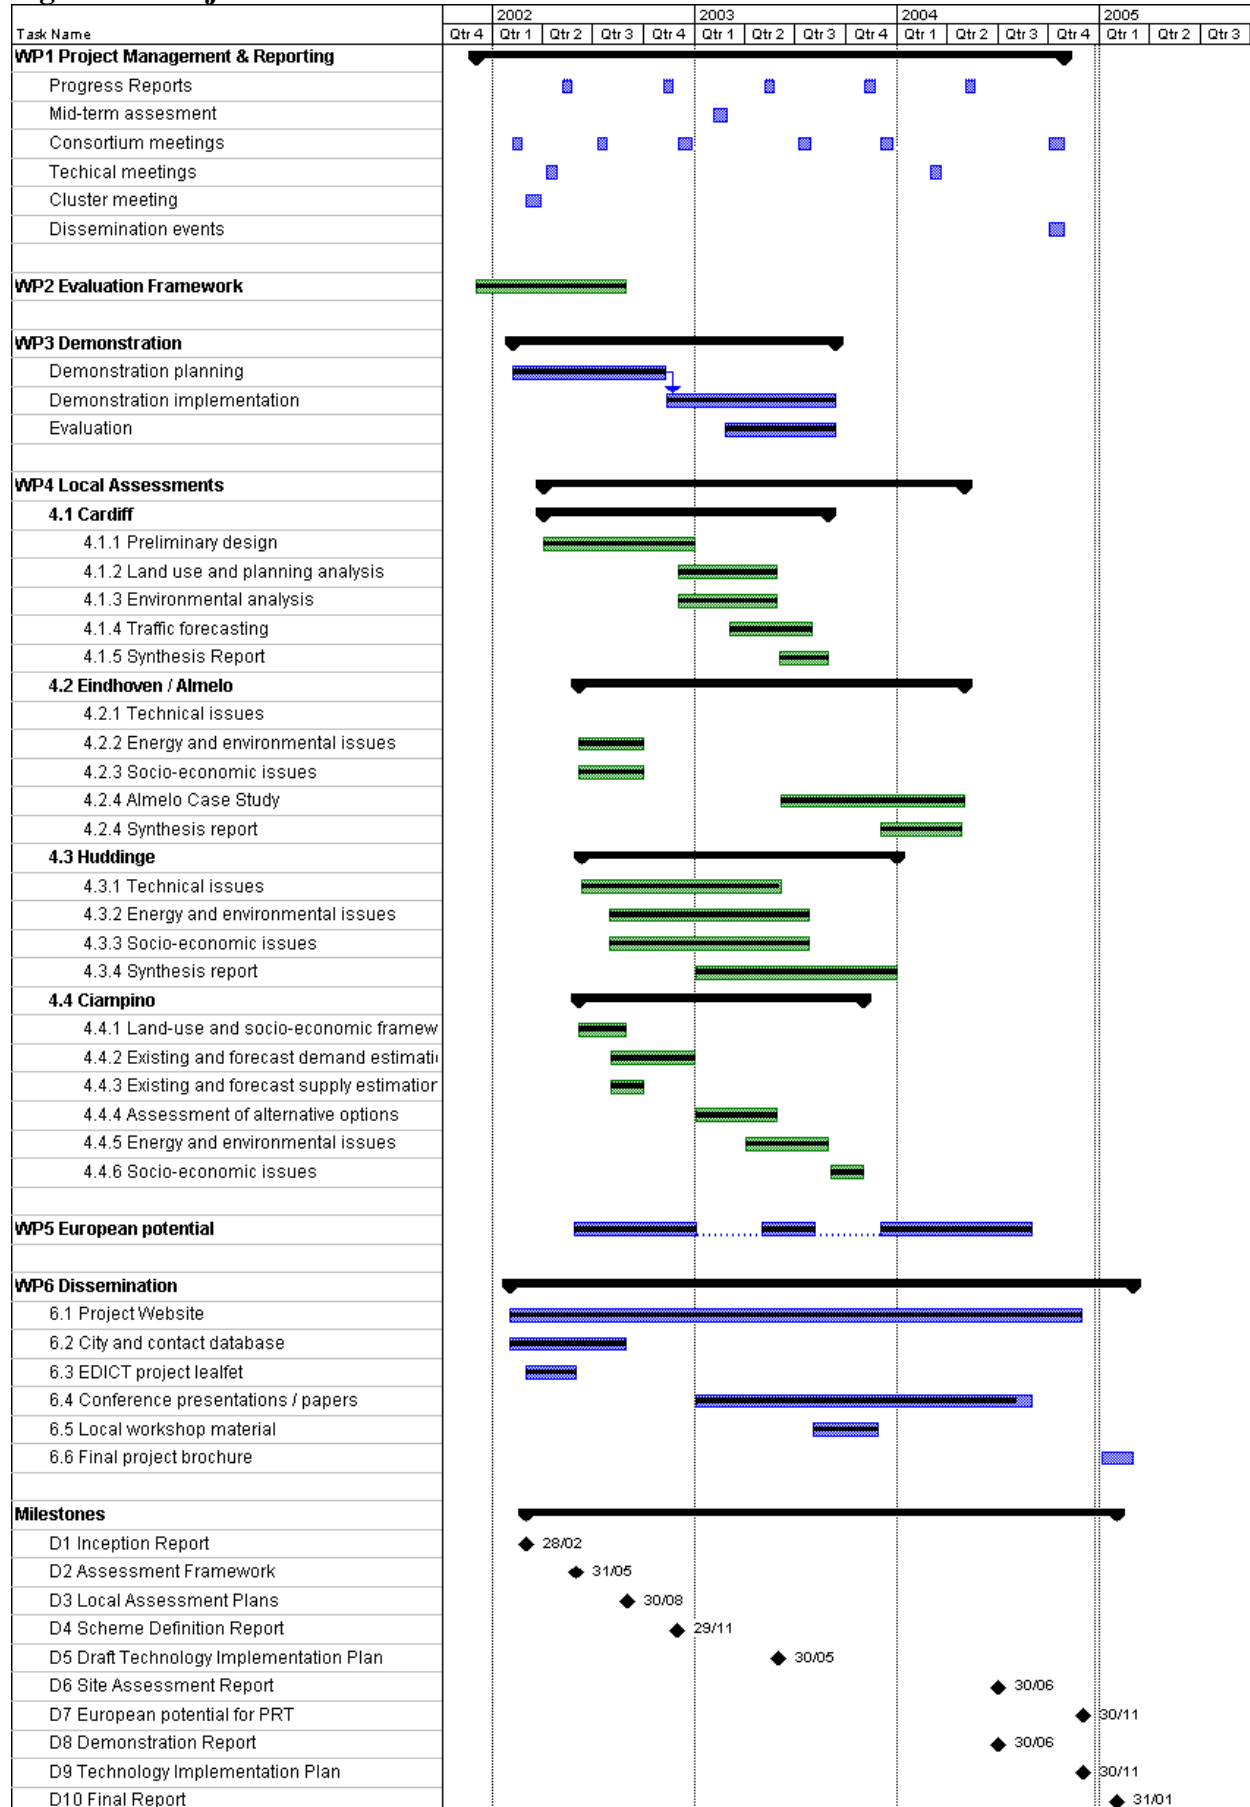 2002 2003 2004 2005
Task Name Qtr 4 Qtr 1 Qtr 2 Qtr 3 Qtr 4 Qtr 1 Qtr 2 Qtr 3 Qtr 4 Qtr 1 Qtr 2 Qtr 3 Qtr 4 Qtr 1 Qtr 2 Qtr 3
WP1 Project Management & Reporting
Progress Reports
Mid-term assesment
Consortium meetings
Techical meetings
Cluster meeting
Dissemination events
WP2 Evaluation Framework
WP3 Demonstration
Demonstration planning
Demonstration implementation
Evaluation
WP4 Local Assessments
4.1 Cardiff
4.1.1 Preliminary design
4.1.2 Land use and planning analysis
4.1.3 Environmental analysis
4.1.4 Traffic forecasting
4.1.5 Synthesis Report
4.2 Eindhoven / Almelo
4.2.1 Technical issues
4.2.2 Energy and environmental issues
4.2.3 Socio-economic issues
4.2.4 Almelo Case Study
4.2.4 Synthesis report
4.3 Huddinge
4.3.1 Technical issues
4.3.2 Energy and environmental issues
4.3.3 Socio-economic issues
4.3.4 Synthesis report
4.4 Ciampino
4.4.1 Land-use and socio-economic framew
4.4.2 Existing and forecast demand estimati
4.4.3 Existing and forecast supply estimation
4.4.4 Assessment of alternative options
4.4.5 Energy and environmental issues
4.4.6 Socio-economic issues
WP5 European potential
WP6 Dissemination
6.1 Project Website
6.2 City and contact database
6.3 EDICT project lealfet
6.4 Conference presentations / papers
6.5 Local workshop material
6.6 Final project brochure
Milestones
D1 Inception Report 28/02
D2 Assessment Framework 31/05
D3 Local Assessment Plans 30/08
D4 Scheme Definition Report 29/11
D5 Draft Technology Implementation Plan 30/05
D6 Site Assessment Report 30/06
D7 European potential for PRT 30/11
D8 Demonstration Report 30/06
D9 Technology Implementation Plan 30/11
D10 Final Report 31/01